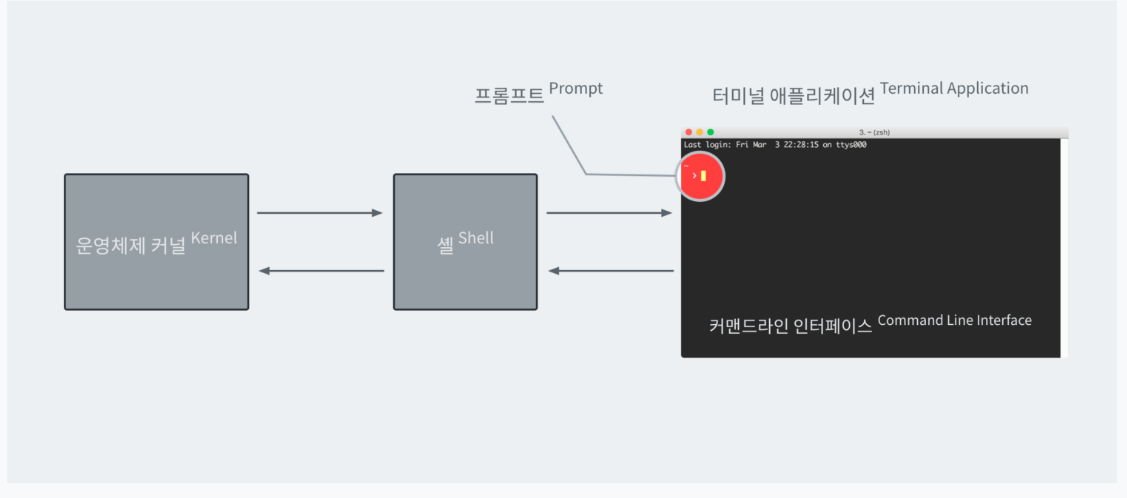 프롬프트 Prompt
터미널 애플리케이션 Terminal Application
3. ~ (zsh)
Last login: Fri Mar 3 22:28:15 on ttys000
~
›
운영체제 커널 Kernel
셸 Shell
커맨드라인 인터페이스 Command Line Interface